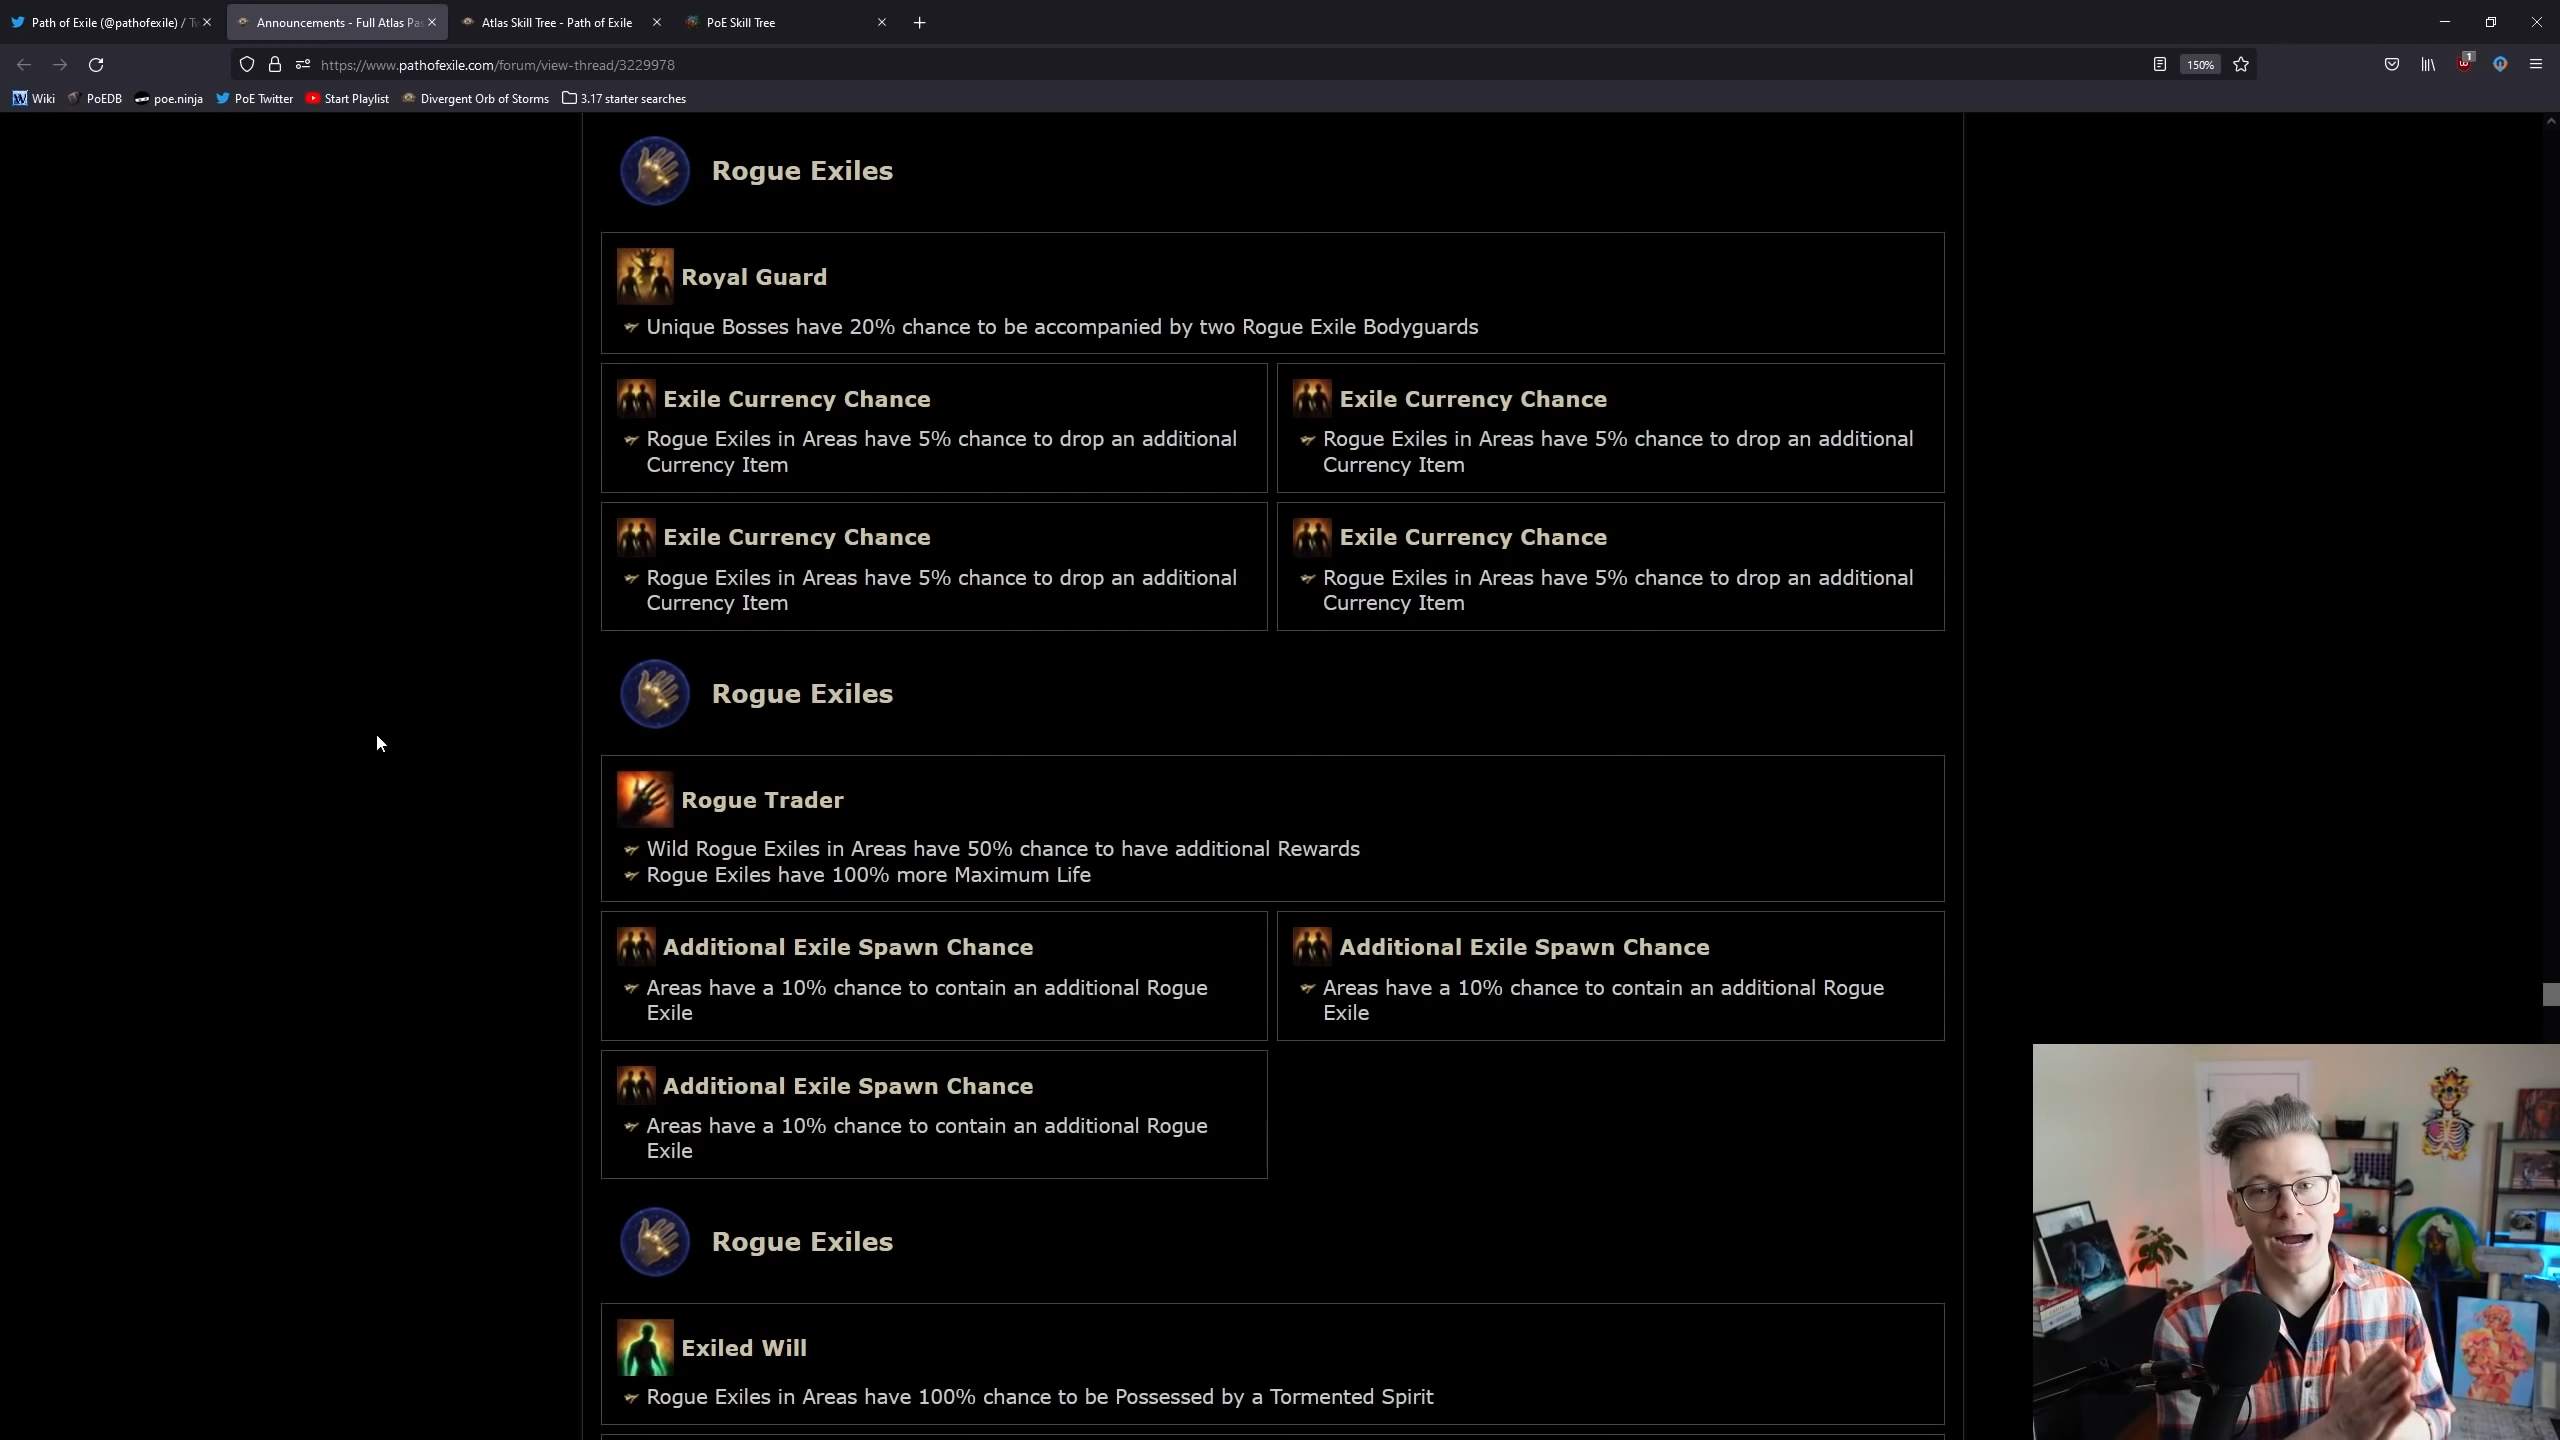 Path of Exile (@pathofexile) / Tw
Announcements - Full Atlas Pas
Atlas Skill Tree - Path of Exile
PoE Skill Tree
https://www.pathofexile.com/forum/view-thread/3229978
150%
1
Wiki
PoEDB
poe.ninja
PoE Twitter
Start Playlist
Divergent Orb of Storms
3.17 starter searches
Rogue Exiles
Royal Guard
Unique Bosses have 20% chance to be accompanied by two Rogue Exile Bodyguards
Exile Currency Chance
Rogue Exiles in Areas have 5% chance to drop an additional
Currency Item
Exile Currency Chance
Rogue Exiles in Areas have 5% chance to drop an additional
Currency Item
Exile Currency Chance
Rogue Exiles in Areas have 5% chance to drop an additional
Currency Item
Exile Currency Chance
Rogue Exiles in Areas have 5% chance to drop an additional
Currency Item
Rogue Exiles
Rogue Trader
Wild Rogue Exiles in Areas have 50% chance to have additional Rewards
Rogue Exiles have 100% more Maximum Life
Additional Exile Spawn Chance
Areas have a 10% chance to contain an additional Rogue
Exile
Additional Exile Spawn Chance
Areas have a 10% chance to contain an additional Rogue
Exile
Additional Exile Spawn Chance
Areas have a 10% chance to contain an additional Rogue
Exile
Rogue Exiles
Exiled Will
Rogue Exiles in Areas have 100% chance to be Possessed by a Tormented Spirit